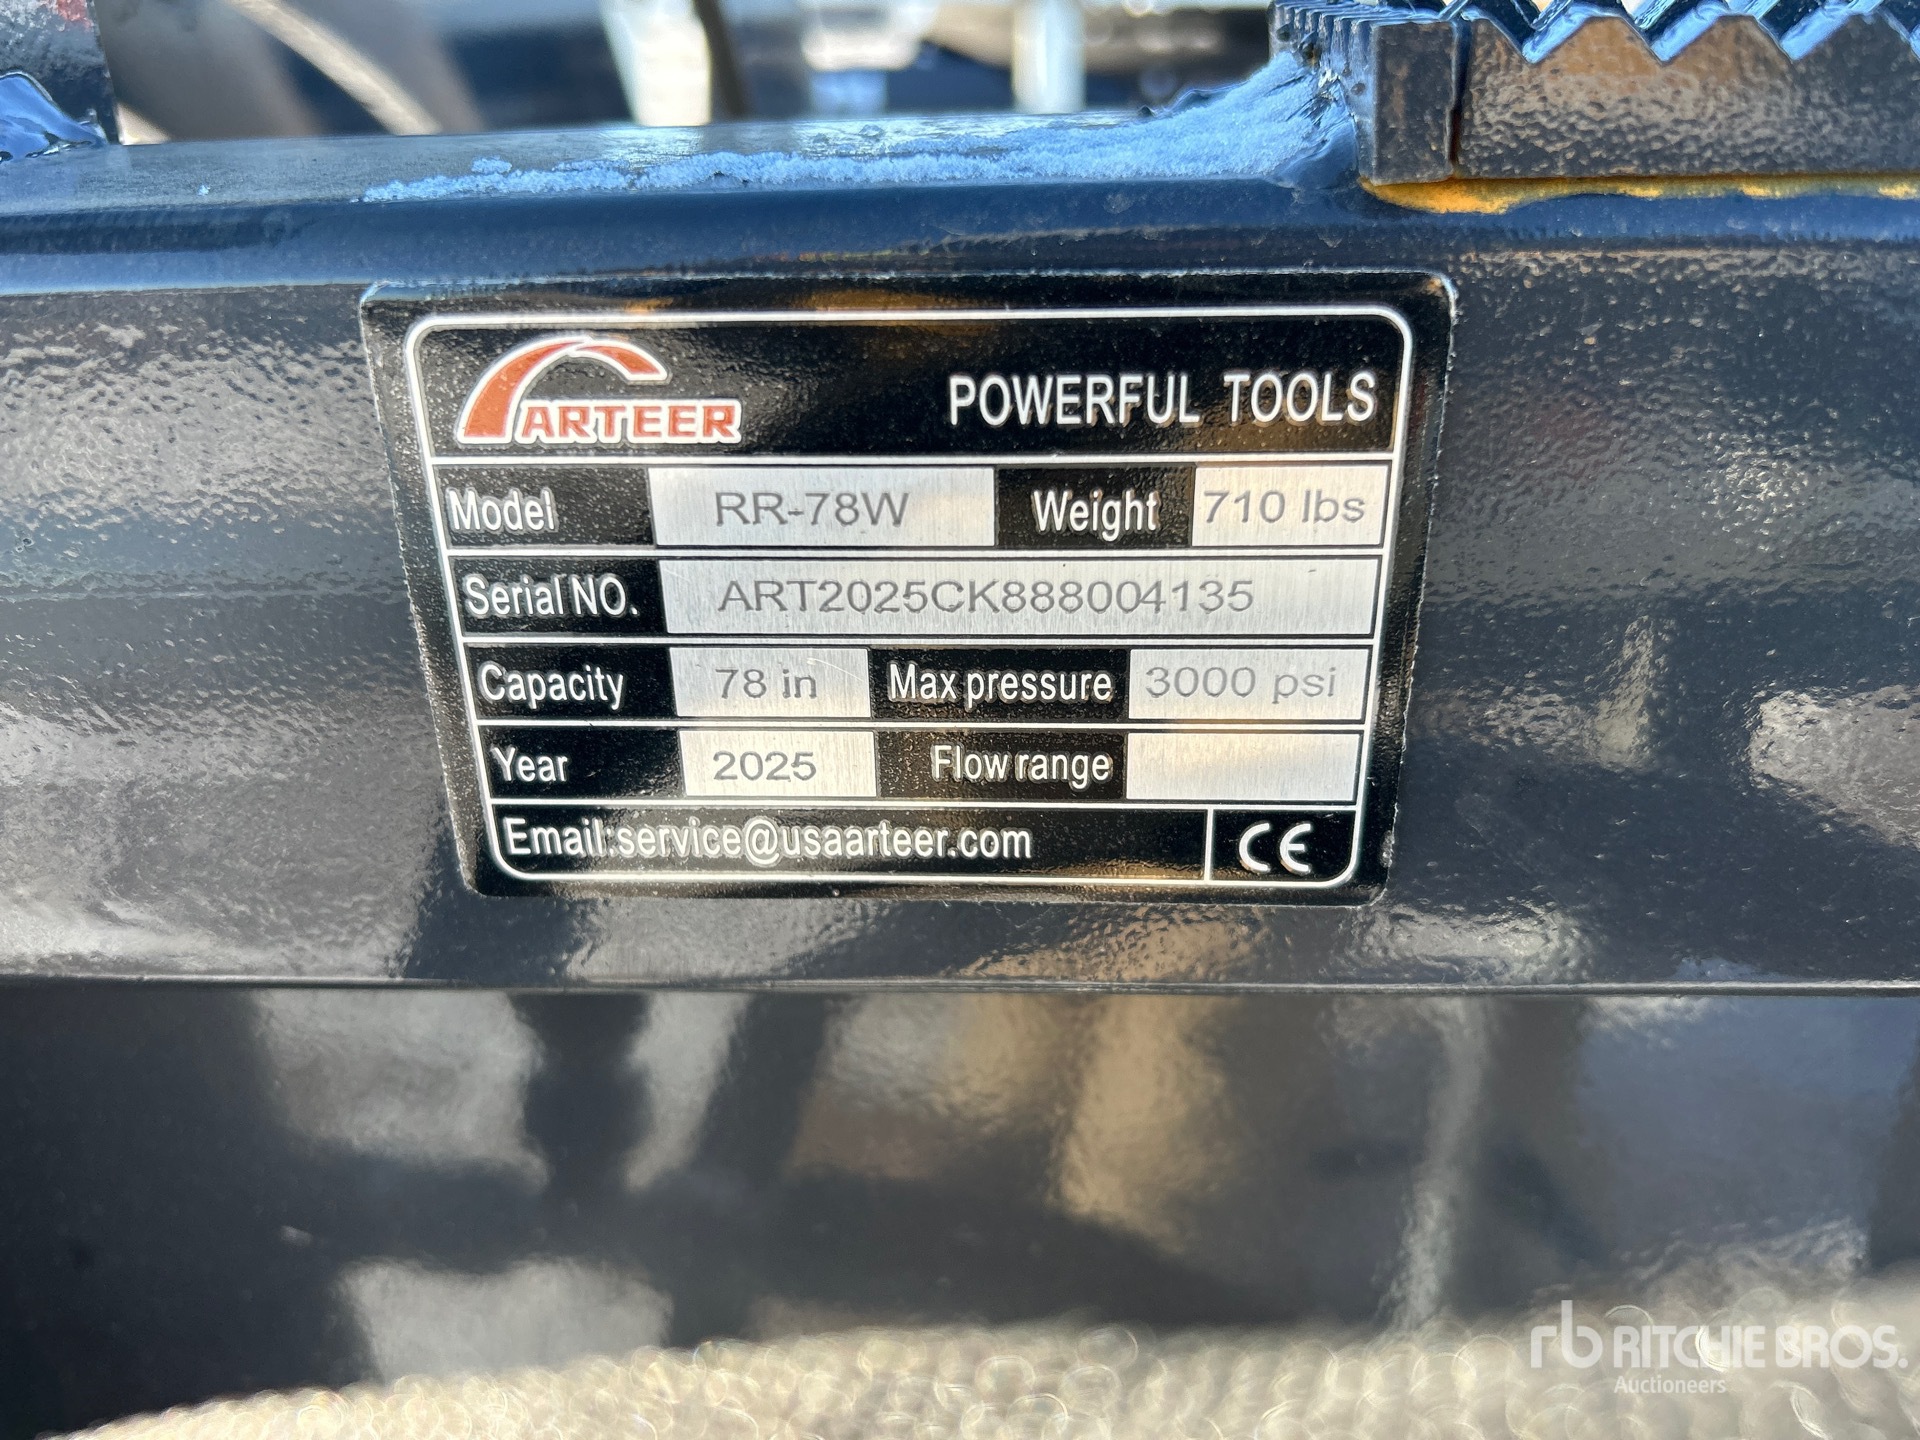 ARTEER POWERFUL TOOLS
Model RR-78W Weight 710 lbs
Serial NO. ART2025CK888004135
Capacity 78 in Max pressure 3000 psi
Year 2025 Flow range
Email:service@usaarteer.com CE
rb RITCHIE BROS.
Auctioneers